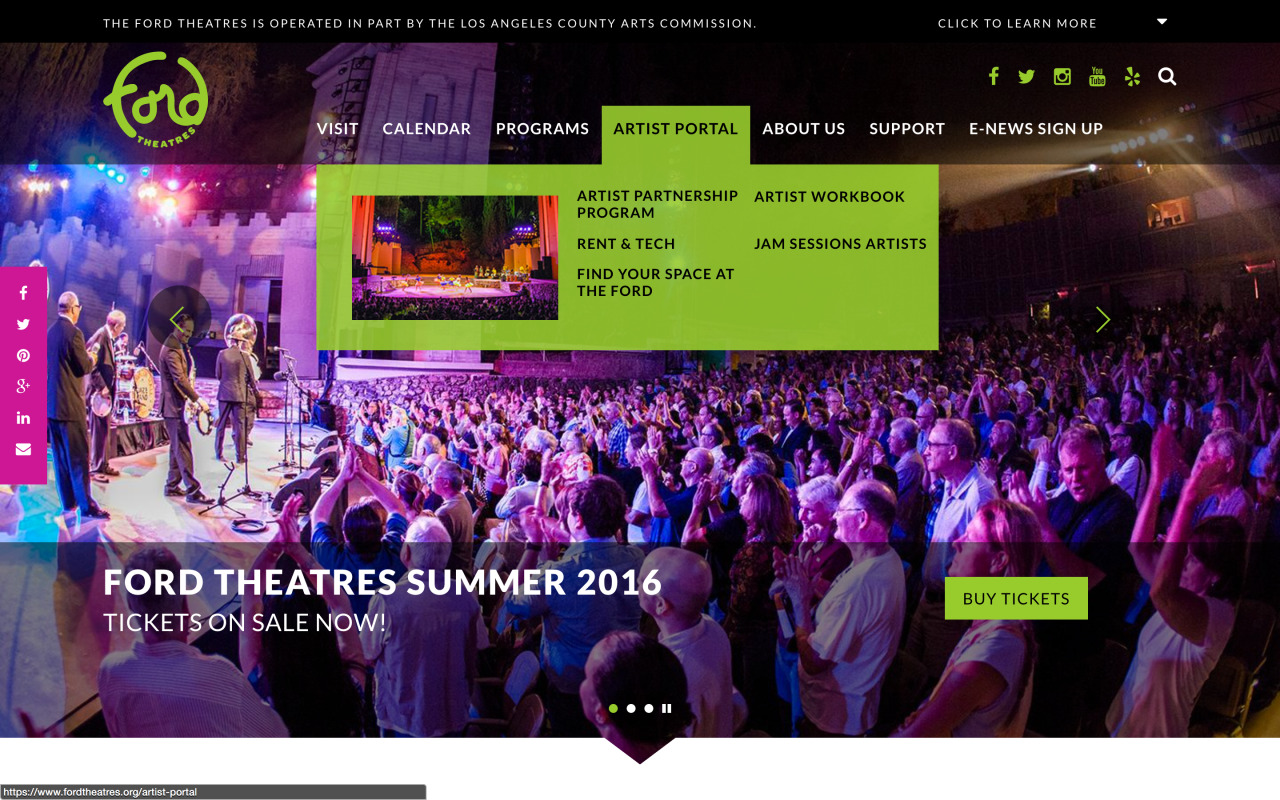 THE FORD THEATRES IS OPERATED IN PART BY THE LOS ANGELES COUNTY ARTS COMMISSION.
CLICK TO LEARN MORE
ford
THEATRES
You
Tube
VISIT
CALENDAR
PROGRAMS
ARTIST PORTAL
ABOUT US
SUPPORT
E-NEWS SIGN UP
ARTIST PARTNERSHIP
PROGRAM
RENT & TECH
FIND YOUR SPACE AT
THE FORD
ARTIST WORKBOOK
JAM SESSIONS ARTISTS
FORD THEATRES SUMMER 2016
TICKETS ON SALE NOW!
BUY TICKETS
https://www.fordtheatres.org/artist-portal